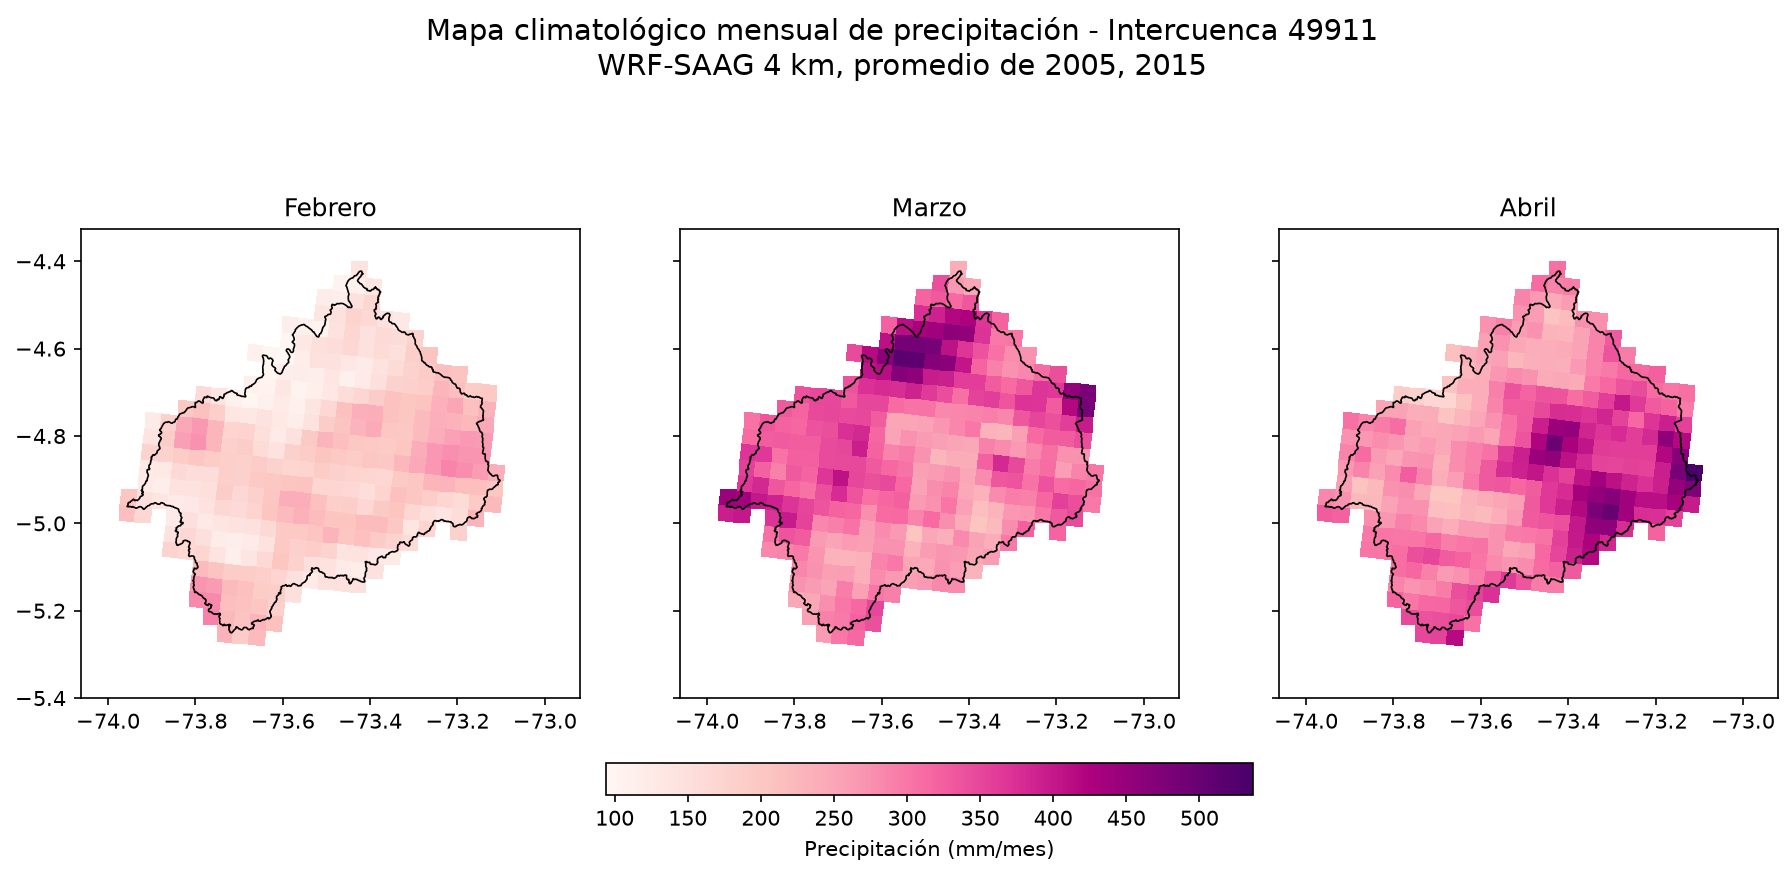 Mapa climatológico mensual de precipitación - Intercuenca 49911
WRF-SAAG 4 km, promedio de 2005, 2015
Febrero
Marzo
Abril
−4.4
−4.6
−4.8
−5.0
−5.2
−5.4
−74.0 −73.8 −73.6 −73.4 −73.2 −73.0
−74.0 −73.8 −73.6 −73.4 −73.2 −73.0
−74.0 −73.8 −73.6 −73.4 −73.2 −73.0
100 150 200 250 300 350 400 450 500
Precipitación (mm/mes)